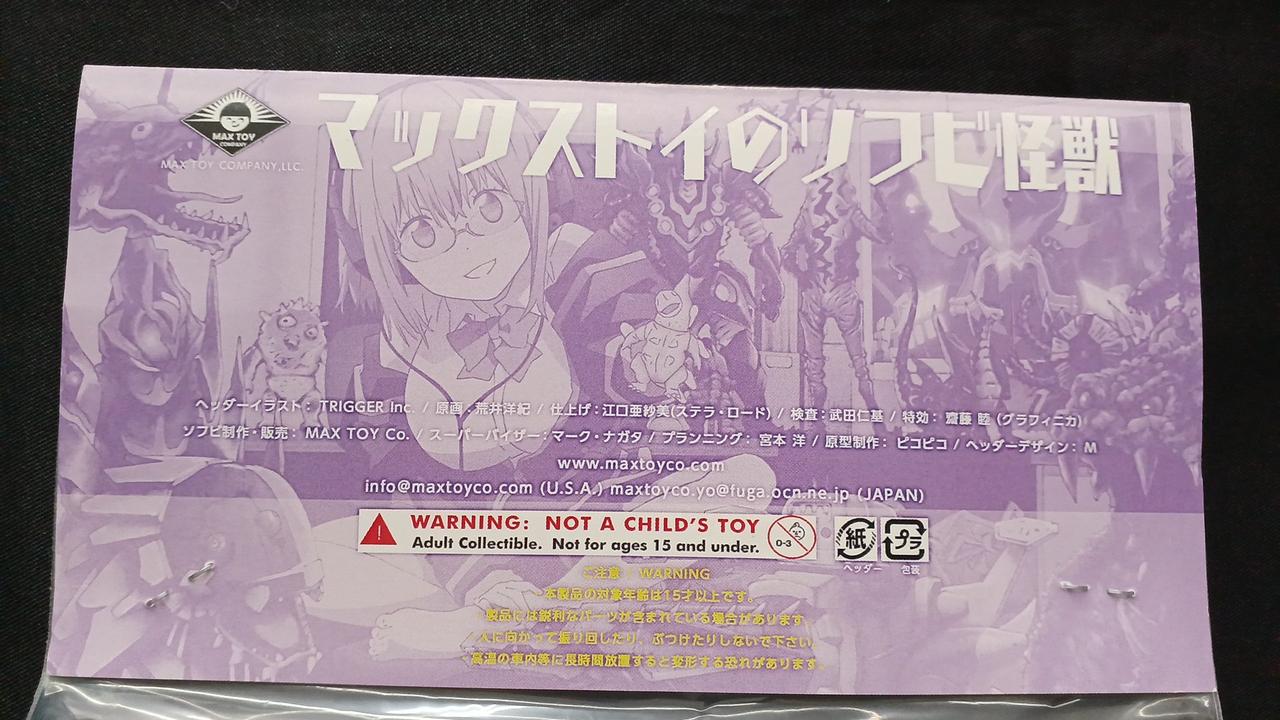 マックストイのソフビ怪獣
MAX TOY
COMPANY
MAX TOY COMPANY,LLC.
ヘッダーイラスト： TRIGGER Inc. / 原画：荒井洋紀 / 仕上げ：江口亜紗美(ステラ・ロード) / 検査：武田仁基 / 特効： 齋藤 睦 (グラフィニカ)
ソフビ制作・販売： MAX TOY Co. / スーパーバイザー：マーク・ナガタ / プランニング： 宮本 洋 / 原型制作： ピコピコ / ヘッダーデザイン： M
www.maxtoyco.com
info@maxtoyco.com (U.S.A.) maxtoyco.yo@fuga.ocn.ne.jp (JAPAN)
WARNING: NOT A CHILD'S TOY
Adult Collectible. Not for ages 15 and under.
0-3
紙
ヘッダー
プラ
包装
ご注意 / WARNING
・本製品の対象年齢は15才以上です。
・製品には鋭利なパーツが含まれている場合があります。
・人に向かって振り回したり、ぶつけたりしないで下さい。
・高温の車内等に長時間放置すると変形する恐れがあります。